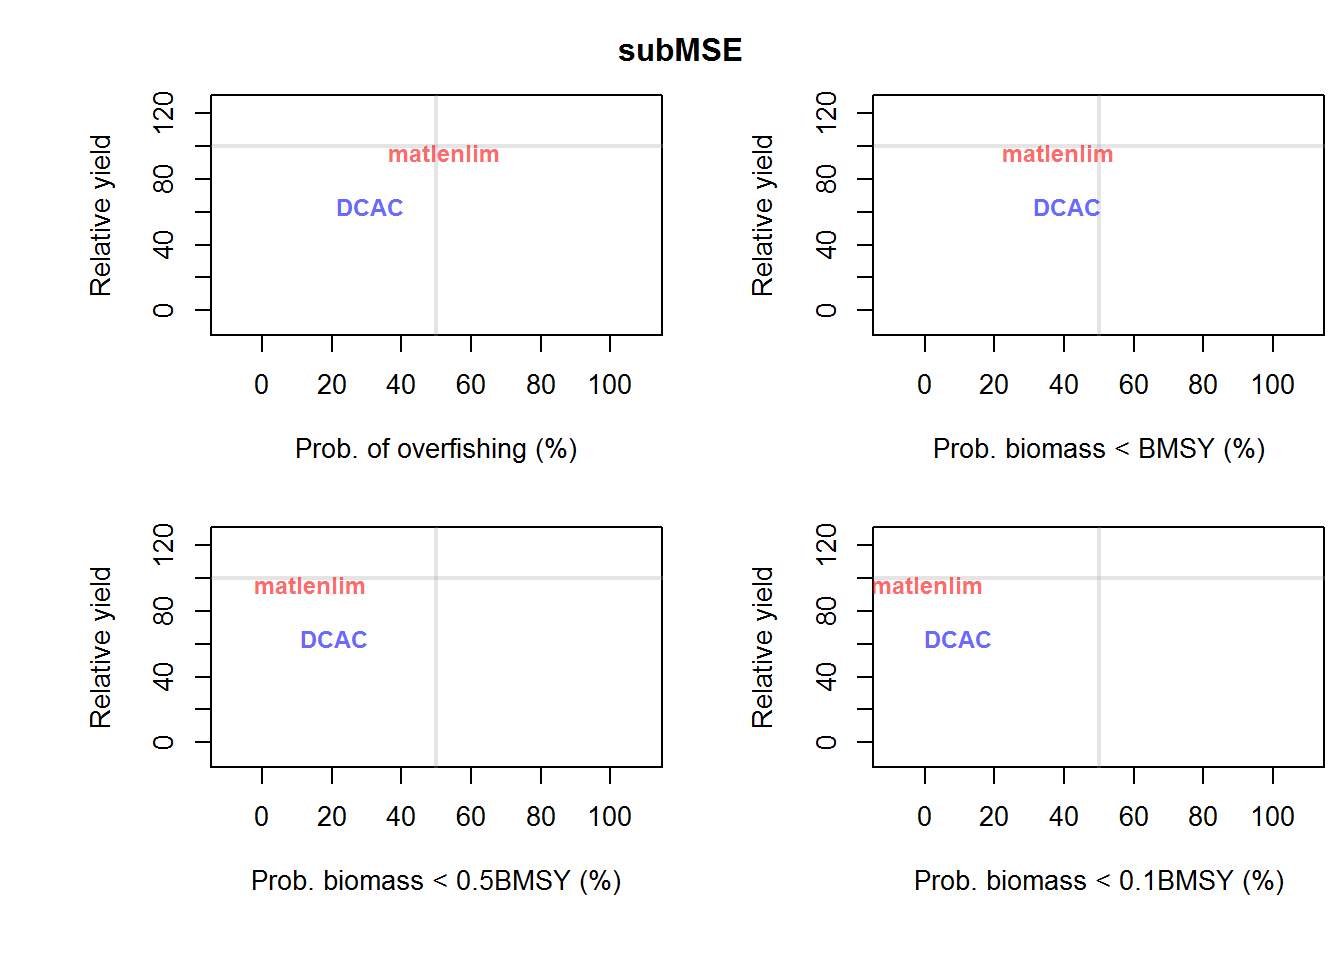 subMSE
Relative yield
0 40 80 120
matlenlim
DCAC
0 20 40 60 80 100
Prob. of overfishing (%)
Relative yield
0 40 80 120
matlenlim
DCAC
0 20 40 60 80 100
Prob. biomass < BMSY (%)
Relative yield
0 40 80 120
matlenlim
DCAC
0 20 40 60 80 100
Prob. biomass < 0.5BMSY (%)
Relative yield
0 40 80 120
matlenlim
DCAC
0 20 40 60 80 100
Prob. biomass < 0.1BMSY (%)